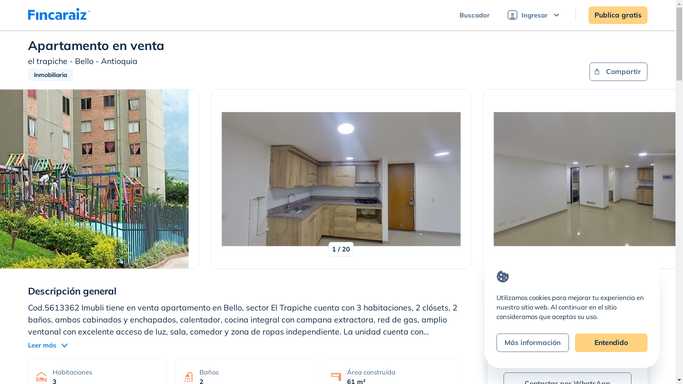 Fincaraiz
Buscador
Ingresar
Publica gratis
Apartamento en venta
el trapiche - Bello - Antioquia
Inmobiliaria
Compartir
1 / 20
Descripción general
Cod.5613362 Imubli tiene en venta apartamento en Bello, sector El Trapiche cuenta con 3 habitaciones, 2 clósets, 2
baños, ambos cabinados y enchapados, calentador, cocina integral con campana extractora, red de gas, amplio
ventanal con excelente acceso de luz, sala, comedor y zona de ropas independiente. La unidad cuenta con...
Leer más
Habitaciones
3
Baños
2
Área construida
61 m²
Utilizamos cookies para mejorar tu experiencia en
nuestro sitio web. Al continuar en el sitio
consideramos que aceptas su uso.
Más información
Entendido
Contactar por WhatsApp